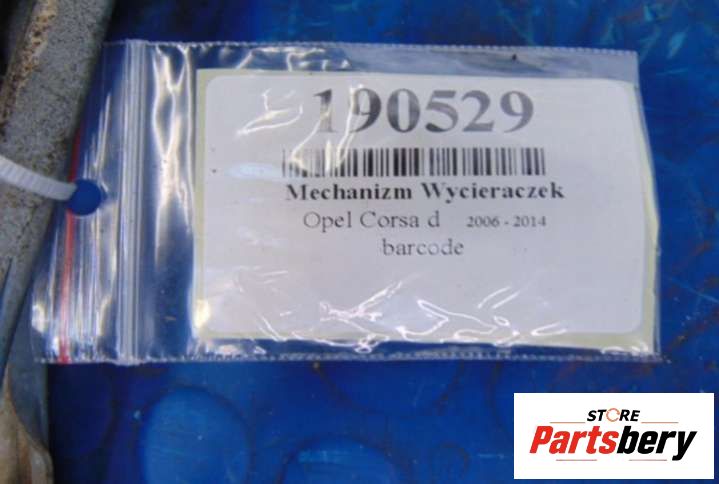 190529
Mechanizm Wycieraczek
Opel Corsa d 2006 - 2014
barcode
STORE
Partsbery